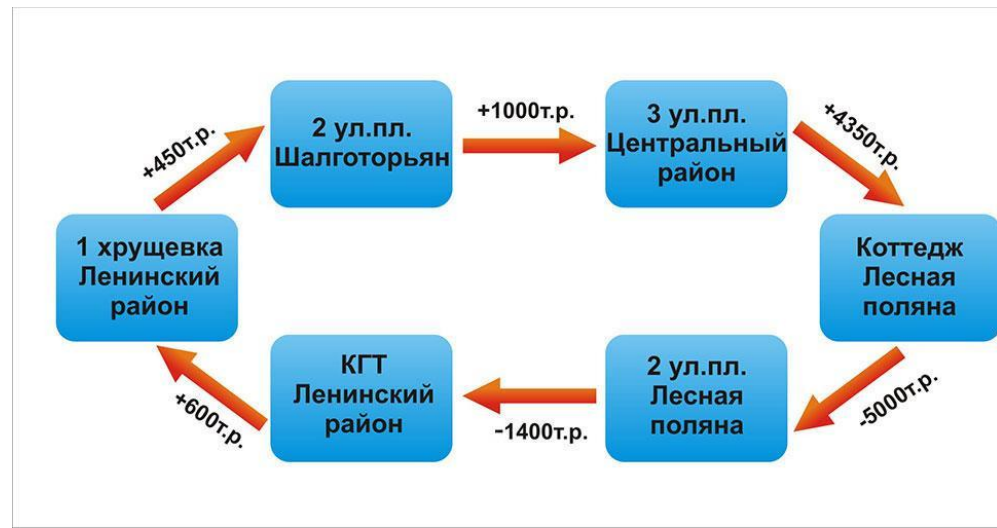 2 ул.пл.
Шалготорьян
+1000т.р.
3 ул.пл.
Центральный
район
+4350т.р.
Коттедж
Лесная
поляна
-5000т.р.
2 ул.пл.
Лесная
поляна
-1400т.р.
КГТ
Ленинский
район
+600т.р.
1 хрущевка
Ленинский
район
+450т.р.